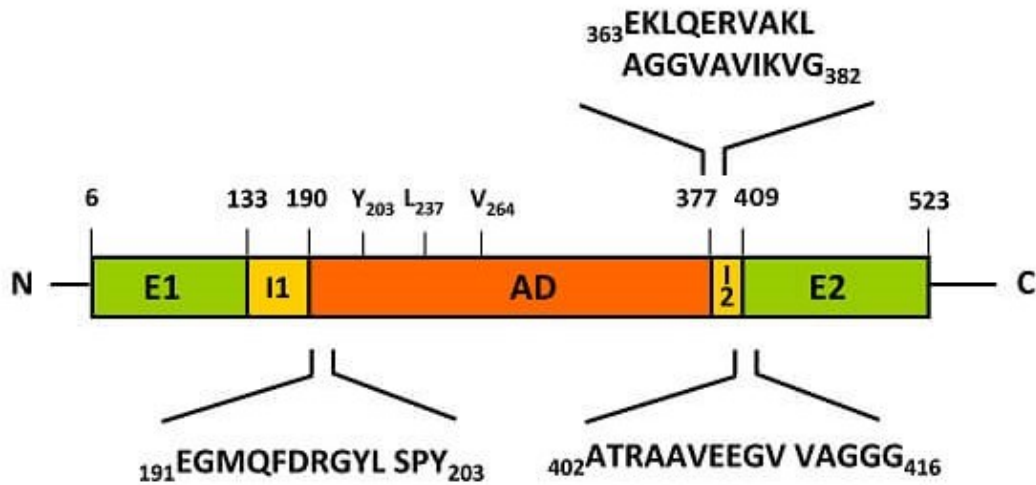 363EKLQERVAKL
AGGVAVIKVG382
6 133 190 Y203 L237 V264 377 409 523
N E1 I1 AD I2 E2 C
191EGMQFDRGYL SPY203 402ATRAAVEEGV VAGGG416